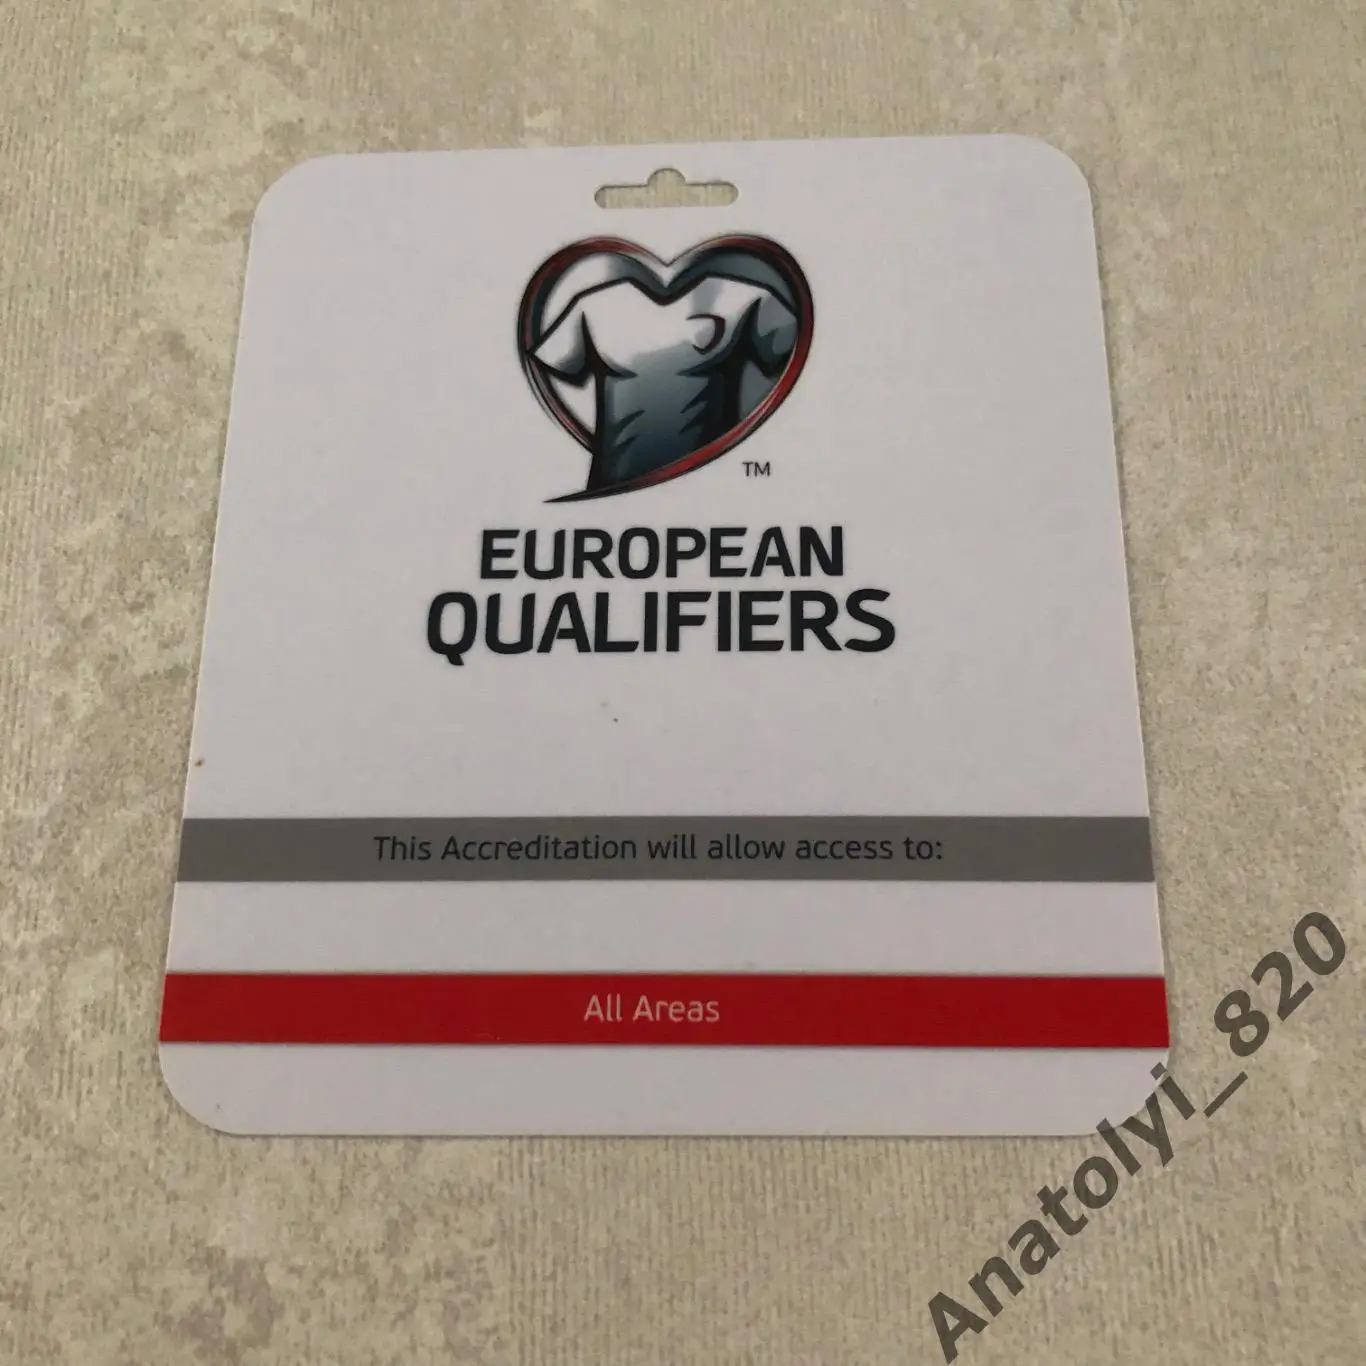 TM
EUROPEAN
QUALIFIERS
This Accreditation will allow access to:
All Areas
Anatolyi_820